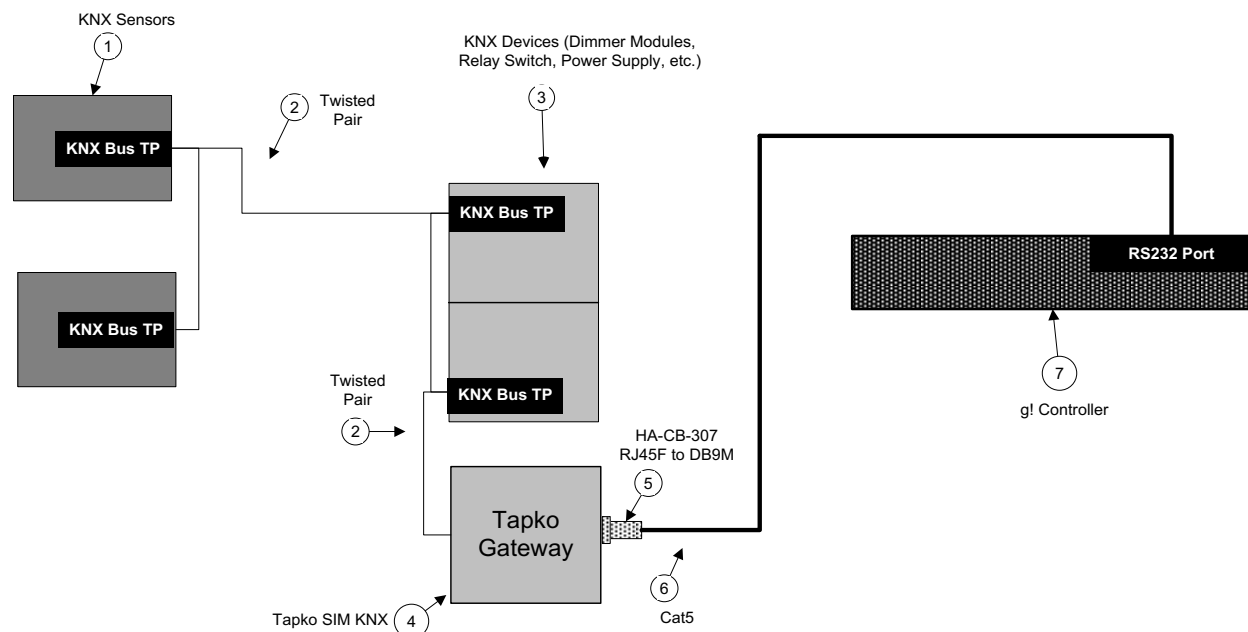 KNX Sensors
1
KNX Devices (Dimmer Modules,
Relay Switch, Power Supply, etc.)
3
2
Twisted
Pair
KNX Bus TP
KNX Bus TP
RS232 Port
KNX Bus TP
7
g! Controller
Twisted
Pair
2
KNX Bus TP
HA-CB-307
RJ45F to DB9M
5
Tapko
Gateway
6
Cat5
Tapko SIM KNX
4